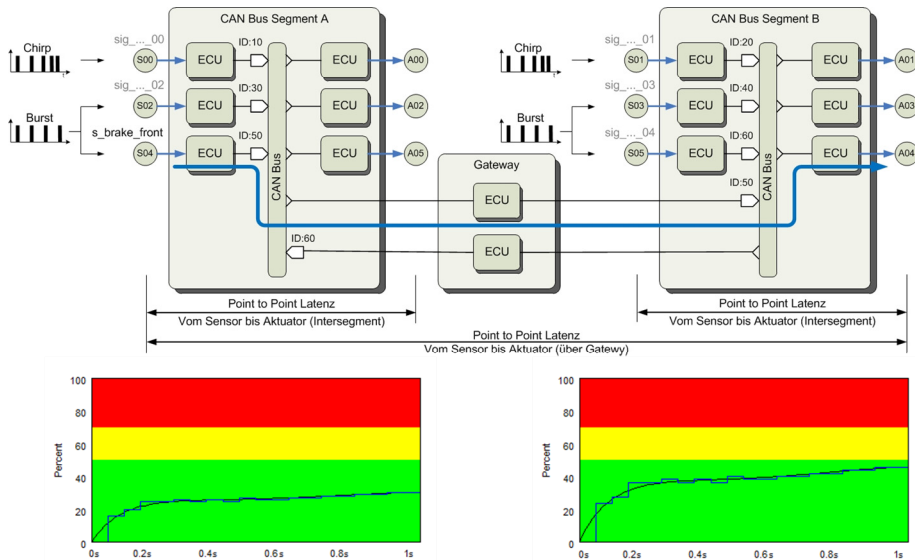 CAN Bus Segment A
CAN Bus Segment B
Chirp
sig_..._00
S00
ECU
ID:10
ECU
A00
sig_..._02
S02
ECU
ID:30
ECU
A02
Burst
s_brake_front
S04
ECU
ID:50
ECU
A05
CAN Bus
ID:60
Gateway
ECU
ECU
Chirp
sig_..._01
S01
ECU
ID:20
ECU
A01
sig_..._03
S03
ECU
ID:40
ECU
A03
Burst
sig_..._04
S05
ECU
ID:60
ECU
A04
CAN Bus
ID:50
Point to Point Latenz
Vom Sensor bis Aktuator (Intersegment)
Point to Point Latenz
Vom Sensor bis Aktuator (Intersegment)
Point to Point Latenz
Vom Sensor bis Aktuator (über Gatewy)
100
80
60
40
20
0
Percent
0s 0.2s 0.4s 0.6s 0.8s 1s
100
80
60
40
20
0
Percent
0s 0.2s 0.4s 0.6s 0.8s 1s